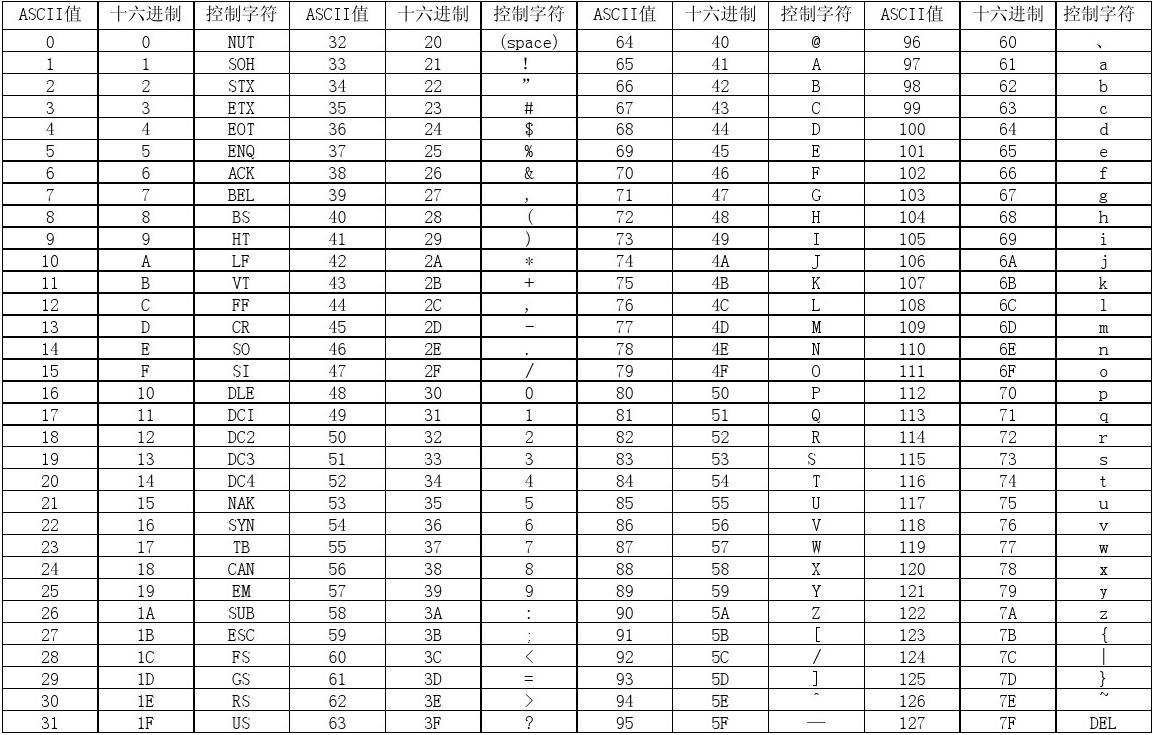 ASCII值 十六进制 控制字符 ASCII值 十六进制 控制字符 ASCII值 十六进制 控制字符 ASCII值 十六进制 控制字符
0 0 NUT 32 20 (space) 64 40 @ 96 60 、
1 1 SOH 33 21 ! 65 41 A 97 61 a
2 2 STX 34 22 ” 66 42 B 98 62 b
3 3 ETX 35 23 # 67 43 C 99 63 c
4 4 EOT 36 24 $ 68 44 D 100 64 d
5 5 ENQ 37 25 % 69 45 E 101 65 e
6 6 ACK 38 26 & 70 46 F 102 66 f
7 7 BEL 39 27 , 71 47 G 103 67 g
8 8 BS 40 28 ( 72 48 H 104 68 h
9 9 HT 41 29 ) 73 49 I 105 69 i
10 A LF 42 2A * 74 4A J 106 6A j
11 B VT 43 2B + 75 4B K 107 6B k
12 C FF 44 2C , 76 4C L 108 6C l
13 D CR 45 2D - 77 4D M 109 6D m
14 E SO 46 2E . 78 4E N 110 6E n
15 F SI 47 2F / 79 4F O 111 6F o
16 10 DLE 48 30 0 80 50 P 112 70 p
17 11 DCI 49 31 1 81 51 Q 113 71 q
18 12 DC2 50 32 2 82 52 R 114 72 r
19 13 DC3 51 33 3 83 53 S 115 73 s
20 14 DC4 52 34 4 84 54 T 116 74 t
21 15 NAK 53 35 5 85 55 U 117 75 u
22 16 SYN 54 36 6 86 56 V 118 76 v
23 17 TB 55 37 7 87 57 W 119 77 w
24 18 CAN 56 38 8 88 58 X 120 78 x
25 19 EM 57 39 9 89 59 Y 121 79 y
26 1A SUB 58 3A : 90 5A Z 122 7A z
27 1B ESC 59 3B ; 91 5B [ 123 7B {
28 1C FS 60 3C < 92 5C / 124 7C |
29 1D GS 61 3D = 93 5D ] 125 7D }
30 1E RS 62 3E > 94 5E ^ 126 7E ~
31 1F US 63 3F ? 95 5F — 127 7F DEL